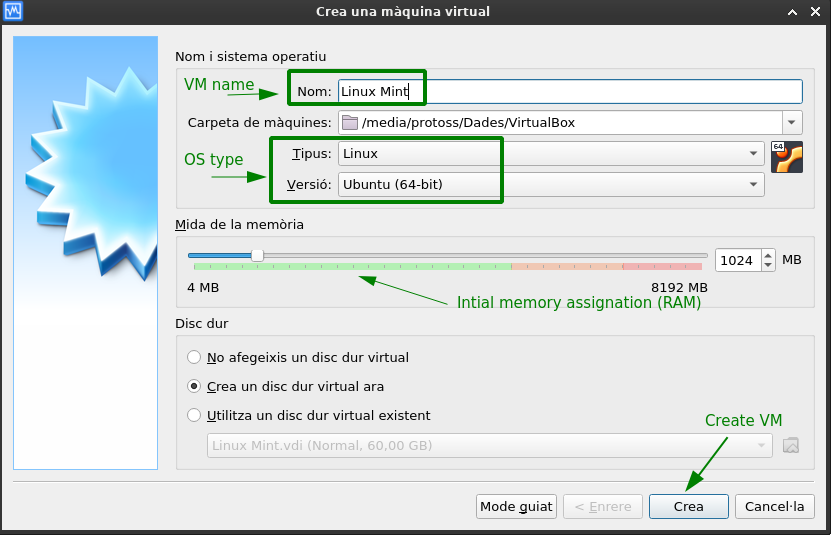 Crea una màquina virtual
Nom i sistema operatiu
VM name
Nom: Linux Mint
Carpeta de màquines: /media/protoss/Dades/VirtualBox
OS type
Tipus: Linux
64
Versió: Ubuntu (64-bit)
Mida de la memòria
1024 MB
4 MB 8192 MB
Intial memory assignation (RAM)
Disc dur
No afegeixis un disc dur virtual
Crea un disc dur virtual ara
Utilitza un disc dur virtual existent
Create VM
Linux Mint.vdi (Normal, 60,00 GB)
Mode guiat < Enrere Crea Cancel·la